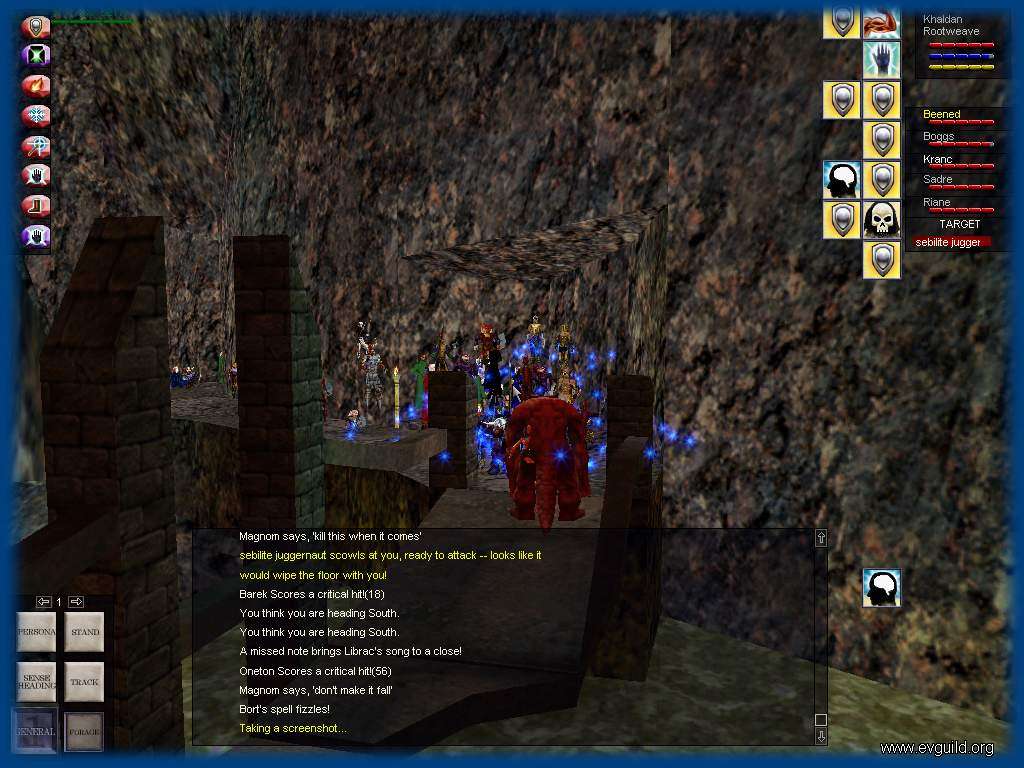 Khaldan
Rootweave
Beened
Boggs
Kranc
Sadre
Riane
TARGET
sebilite jugger
Magnom says, 'kill this when it comes'
sebilite juggernaut scowls at you, ready to attack -- looks like it
would wipe the floor with you!
Barek Scores a critical hit!(18)
You think you are heading South.
You think you are heading South.
A missed note brings Librac's song to a close!
Oneton Scores a critical hit!(56)
Magnom says, 'don't make it fall'
Bort's spell fizzles!
Taking a screenshot...
1
PERSONA STAND
SENSE
HEADING TRACK
GENERAL FORAGE
www.evguild.org